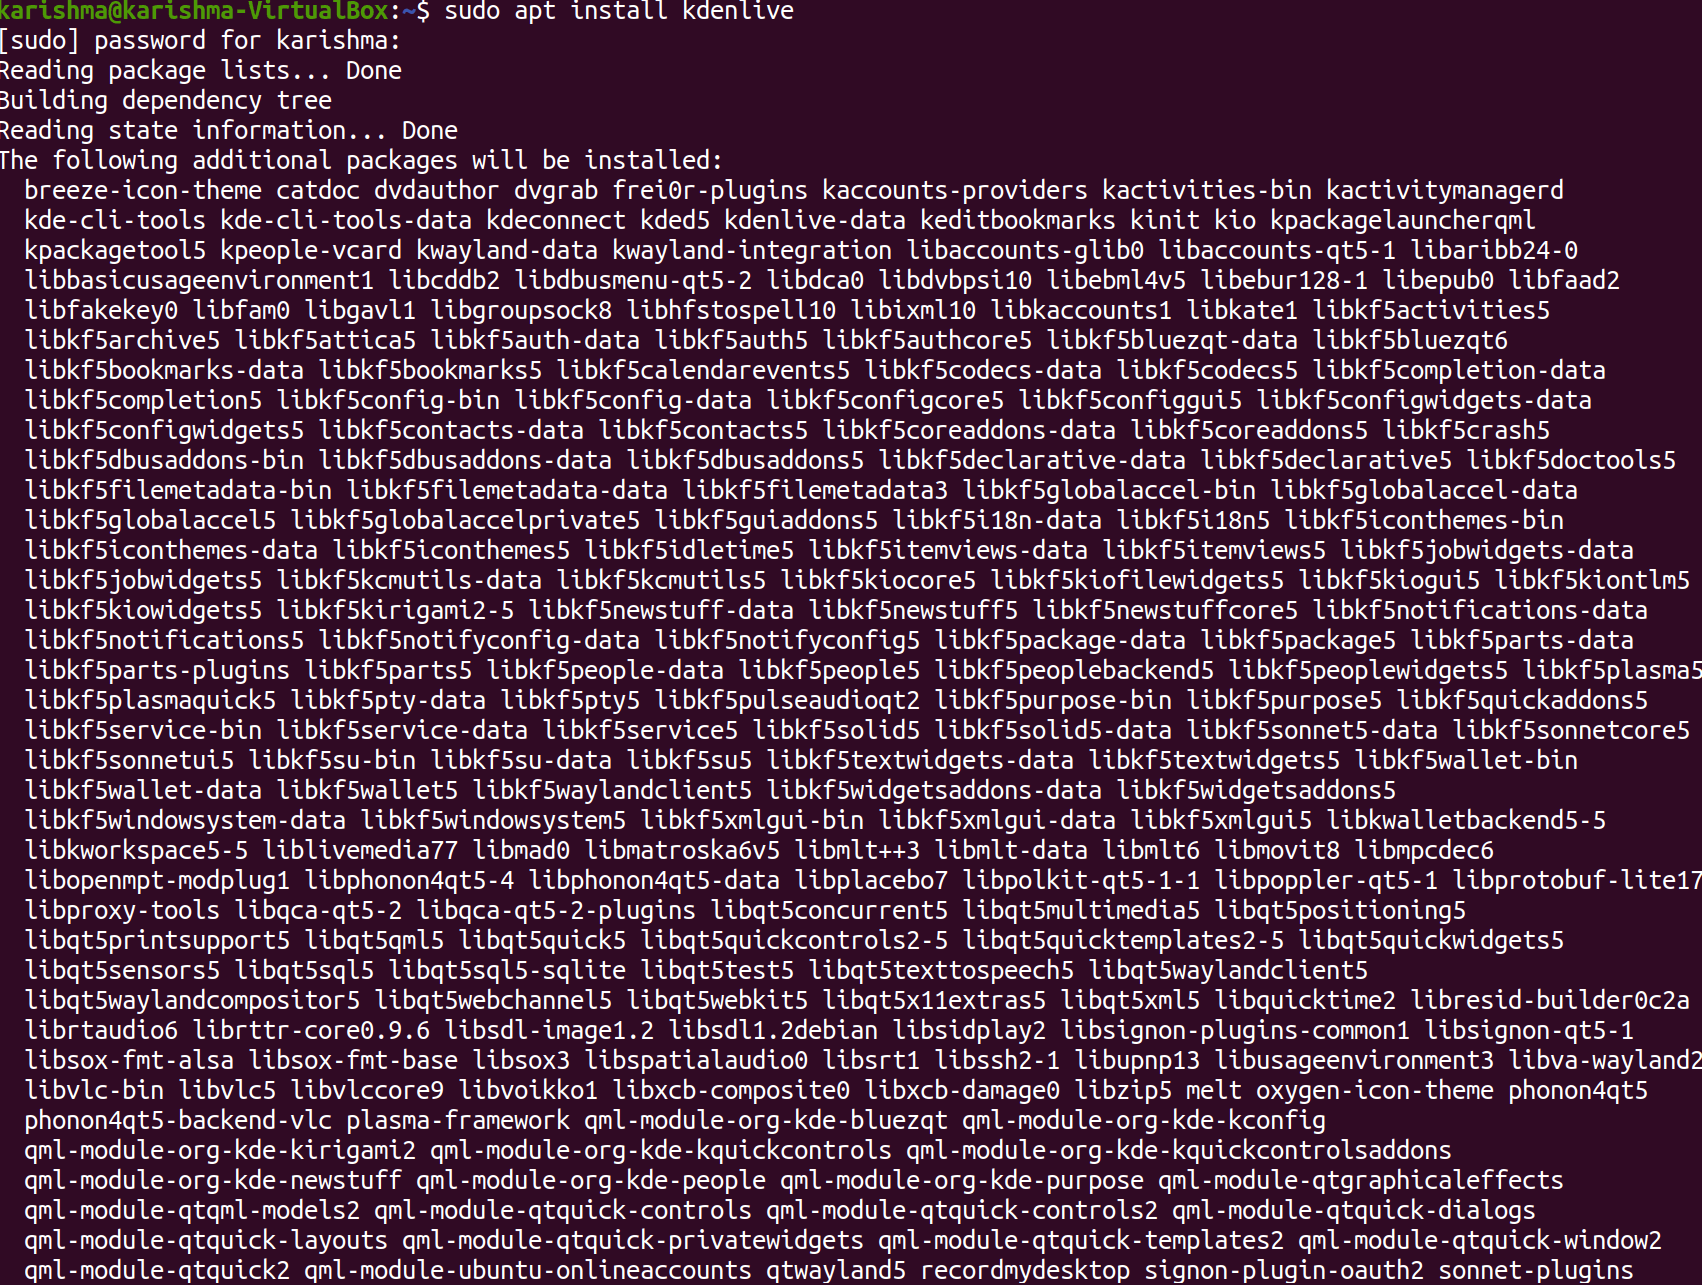 karishma@karishma-VirtualBox:~$ sudo apt install kdenlive
[sudo] password for karishma:
Reading package lists... Done
Building dependency tree
Reading state information... Done
The following additional packages will be installed:
breeze-icon-theme catdoc dvdauthor dvgrab frei0r-plugins kaccounts-providers kactivities-bin kactivitymanagerd
kde-cli-tools kde-cli-tools-data kdeconnect kded5 kdenlive-data keditbookmarks kinit kio kpackagelauncherqml
kpackagetool5 kpeople-vcard kwayland-data kwayland-integration libaccounts-glib0 libaccounts-qt5-1 libaribb24-0
libbasicusageenvironment1 libcddb2 libdbusmenu-qt5-2 libdca0 libdvbpsi10 libebml4v5 libebur128-1 libepub0 libfaad2
libfakekey0 libfam0 libgavl1 libgroupsock8 libhfstospell10 libixml10 libkaccounts1 libkate1 libkf5activities5
libkf5archive5 libkf5attica5 libkf5auth-data libkf5auth5 libkf5authcore5 libkf5bluezqt-data libkf5bluezqt6
libkf5bookmarks-data libkf5bookmarks5 libkf5calendarevents5 libkf5codecs-data libkf5codecs5 libkf5completion-data
libkf5completion5 libkf5config-bin libkf5config-data libkf5configcore5 libkf5configgui5 libkf5configwidgets-data
libkf5configwidgets5 libkf5contacts-data libkf5contacts5 libkf5coreaddons-data libkf5coreaddons5 libkf5crash5
libkf5dbusaddons-bin libkf5dbusaddons-data libkf5dbusaddons5 libkf5declarative-data libkf5declarative5 libkf5doctools5
libkf5filemetadata-bin libkf5filemetadata-data libkf5filemetadata3 libkf5globalaccel-bin libkf5globalaccel-data
libkf5globalaccel5 libkf5globalaccelprivate5 libkf5guiaddons5 libkf5i18n-data libkf5i18n5 libkf5iconthemes-bin
libkf5iconthemes-data libkf5iconthemes5 libkf5idletime5 libkf5itemviews-data libkf5itemviews5 libkf5jobwidgets-data
libkf5jobwidgets5 libkf5kcmutils-data libkf5kcmutils5 libkf5kiocore5 libkf5kiofilewidgets5 libkf5kiogui5 libkf5kiontlm5
libkf5kiowidgets5 libkf5kirigami2-5 libkf5newstuff-data libkf5newstuff5 libkf5newstuffcore5 libkf5notifications-data
libkf5notifications5 libkf5notifyconfig-data libkf5notifyconfig5 libkf5package-data libkf5package5 libkf5parts-data
libkf5parts-plugins libkf5parts5 libkf5people-data libkf5people5 libkf5peoplebackend5 libkf5peoplewidgets5 libkf5plasma5
libkf5plasmaquick5 libkf5pty-data libkf5pty5 libkf5pulseaudioqt2 libkf5purpose-bin libkf5purpose5 libkf5quickaddons5
libkf5service-bin libkf5service-data libkf5service5 libkf5solid5 libkf5solid5-data libkf5sonnet5-data libkf5sonnetcore5
libkf5sonnetui5 libkf5su-bin libkf5su-data libkf5su5 libkf5textwidgets-data libkf5textwidgets5 libkf5wallet-bin
libkf5wallet-data libkf5wallet5 libkf5waylandclient5 libkf5widgetsaddons-data libkf5widgetsaddons5
libkf5windowsystem-data libkf5windowsystem5 libkf5xmlgui-bin libkf5xmlgui-data libkf5xmlgui5 libkwalletbackend5-5
libkworkspace5-5 liblivemedia77 libmad0 libmatroska6v5 libmlt++3 libmlt-data libmlt6 libmovit8 libmpcdec6
libopenmpt-modplug1 libphonon4qt5-4 libphonon4qt5-data libplacebo7 libpolkit-qt5-1-1 libpoppler-qt5-1 libprotobuf-lite17
libproxy-tools libqca-qt5-2 libqca-qt5-2-plugins libqt5concurrent5 libqt5multimedia5 libqt5positioning5
libqt5printsupport5 libqt5qml5 libqt5quick5 libqt5quickcontrols2-5 libqt5quicktemplates2-5 libqt5quickwidgets5
libqt5sensors5 libqt5sql5 libqt5sql5-sqlite libqt5test5 libqt5texttospeech5 libqt5waylandclient5
libqt5waylandcompositor5 libqt5webchannel5 libqt5webkit5 libqt5x11extras5 libqt5xml5 libquicktime2 libresid-builder0c2a
librtaudio6 librttr-core0.9.6 libsdl-image1.2 libsdl1.2debian libsidplay2 libsignon-plugins-common1 libsignon-qt5-1
libsox-fmt-alsa libsox-fmt-base libsox3 libspatialaudio0 libsrt1 libssh2-1 libupnp13 libusageenvironment3 libva-wayland2
libvlc-bin libvlc5 libvlccore9 libvoikko1 libxcb-composite0 libxcb-damage0 libzip5 melt oxygen-icon-theme phonon4qt5
phonon4qt5-backend-vlc plasma-framework qml-module-org-kde-bluezqt qml-module-org-kde-kconfig
qml-module-org-kde-kirigami2 qml-module-org-kde-kquickcontrols qml-module-org-kde-kquickcontrolsaddons
qml-module-org-kde-newstuff qml-module-org-kde-people qml-module-org-kde-purpose qml-module-qtgraphicaleffects
qml-module-qtqml-models2 qml-module-qtquick-controls qml-module-qtquick-controls2 qml-module-qtquick-dialogs
qml-module-qtquick-layouts qml-module-qtquick-privatewidgets qml-module-qtquick-templates2 qml-module-qtquick-window2
qml-module-qtquick2 qml-module-ubuntu-onlineaccounts qtwayland5 recordmydesktop signon-plugin-oauth2 sonnet-plugins